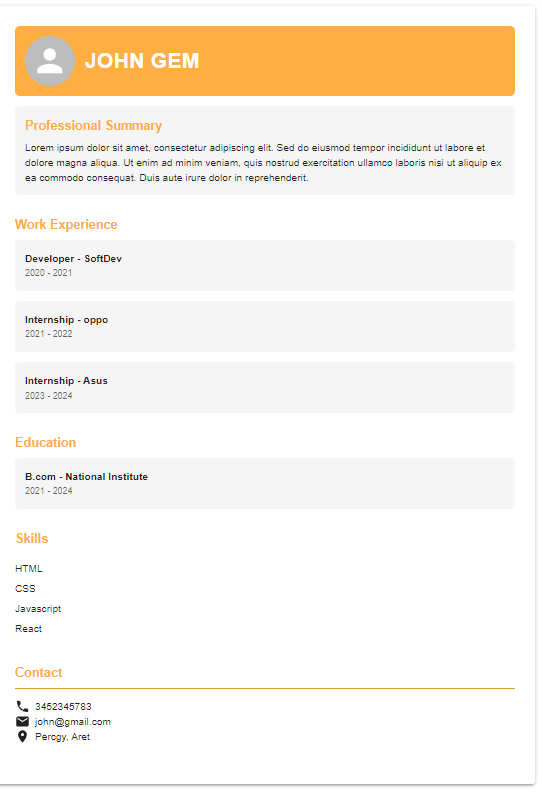 JOHN GEM
Professional Summary
Lorem ipsum dolor sit amet, consectetur adipiscing elit. Sed do eiusmod tempor incididunt ut labore et
dolore magna aliqua. Ut enim ad minim veniam, quis nostrud exercitation ullamco laboris nisi ut aliquip ex
ea commodo consequat. Duis aute irure dolor in reprehenderit.
Work Experience
Developer - SoftDev
2020 - 2021
Internship - oppo
2021 - 2022
Internship - Asus
2023 - 2024
Education
B.com - National Institute
2021 - 2024
Skills
HTML
CSS
Javascript
React
Contact
3452345783
john@gmail.com
Percgy, Aret